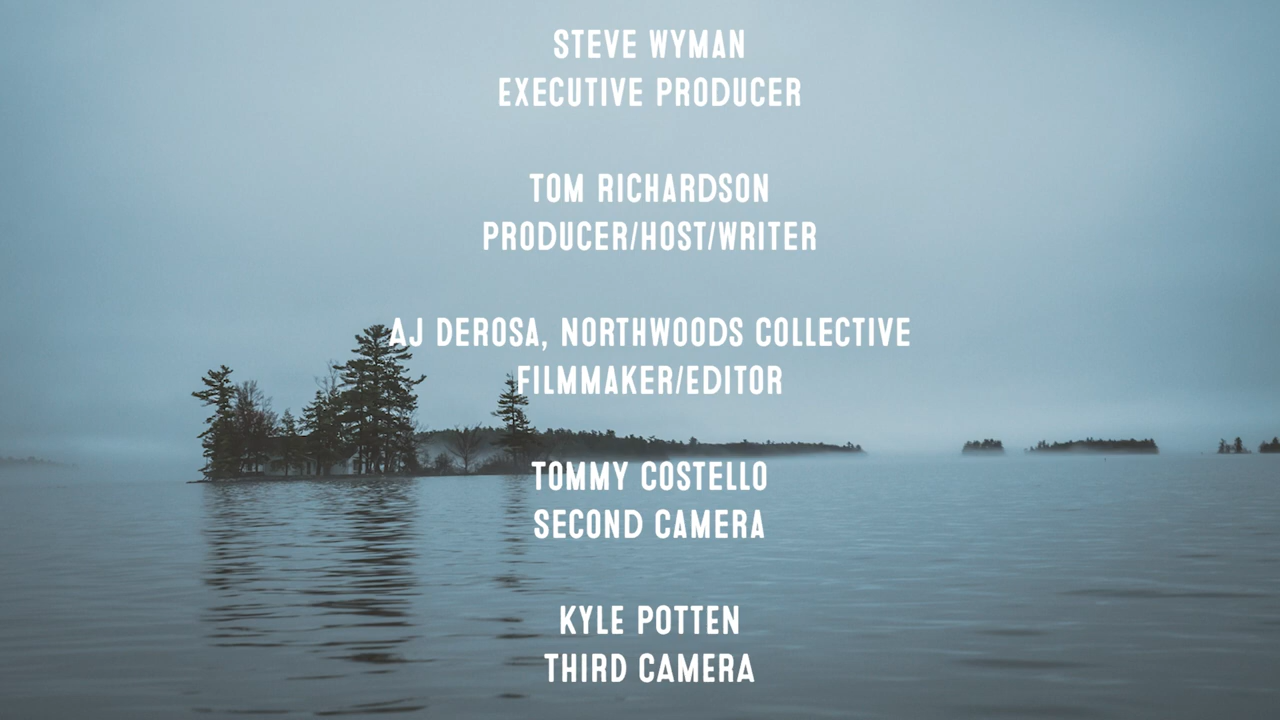 STEVE WYMAN
EXECUTIVE PRODUCER
TOM RICHARDSON
PRODUCER/HOST/WRITER
AJ DEROSA, NORTHWOODS COLLECTIVE
FILMMAKER/EDITOR
TOMMY COSTELLO
SECOND CAMERA
KYLE POTTEN
THIRD CAMERA